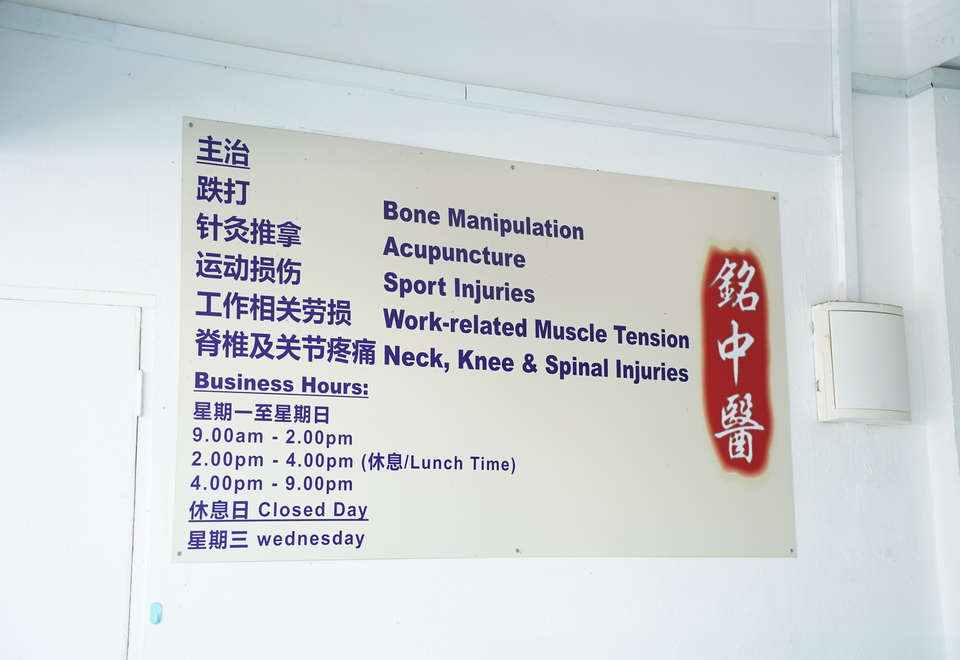 主治
跌打 Bone Manipulation
针灸推拿 Acupuncture
运动损伤 Sport Injuries
工作相关劳损 Work-related Muscle Tension
脊椎及关节疼痛 Neck, Knee & Spinal Injuries
Business Hours:
星期一至星期日
9.00am - 2.00pm
2.00pm - 4.00pm (休息/Lunch Time)
4.00pm - 9.00pm
休息日 Closed Day
星期三 wednesday
銘中醫